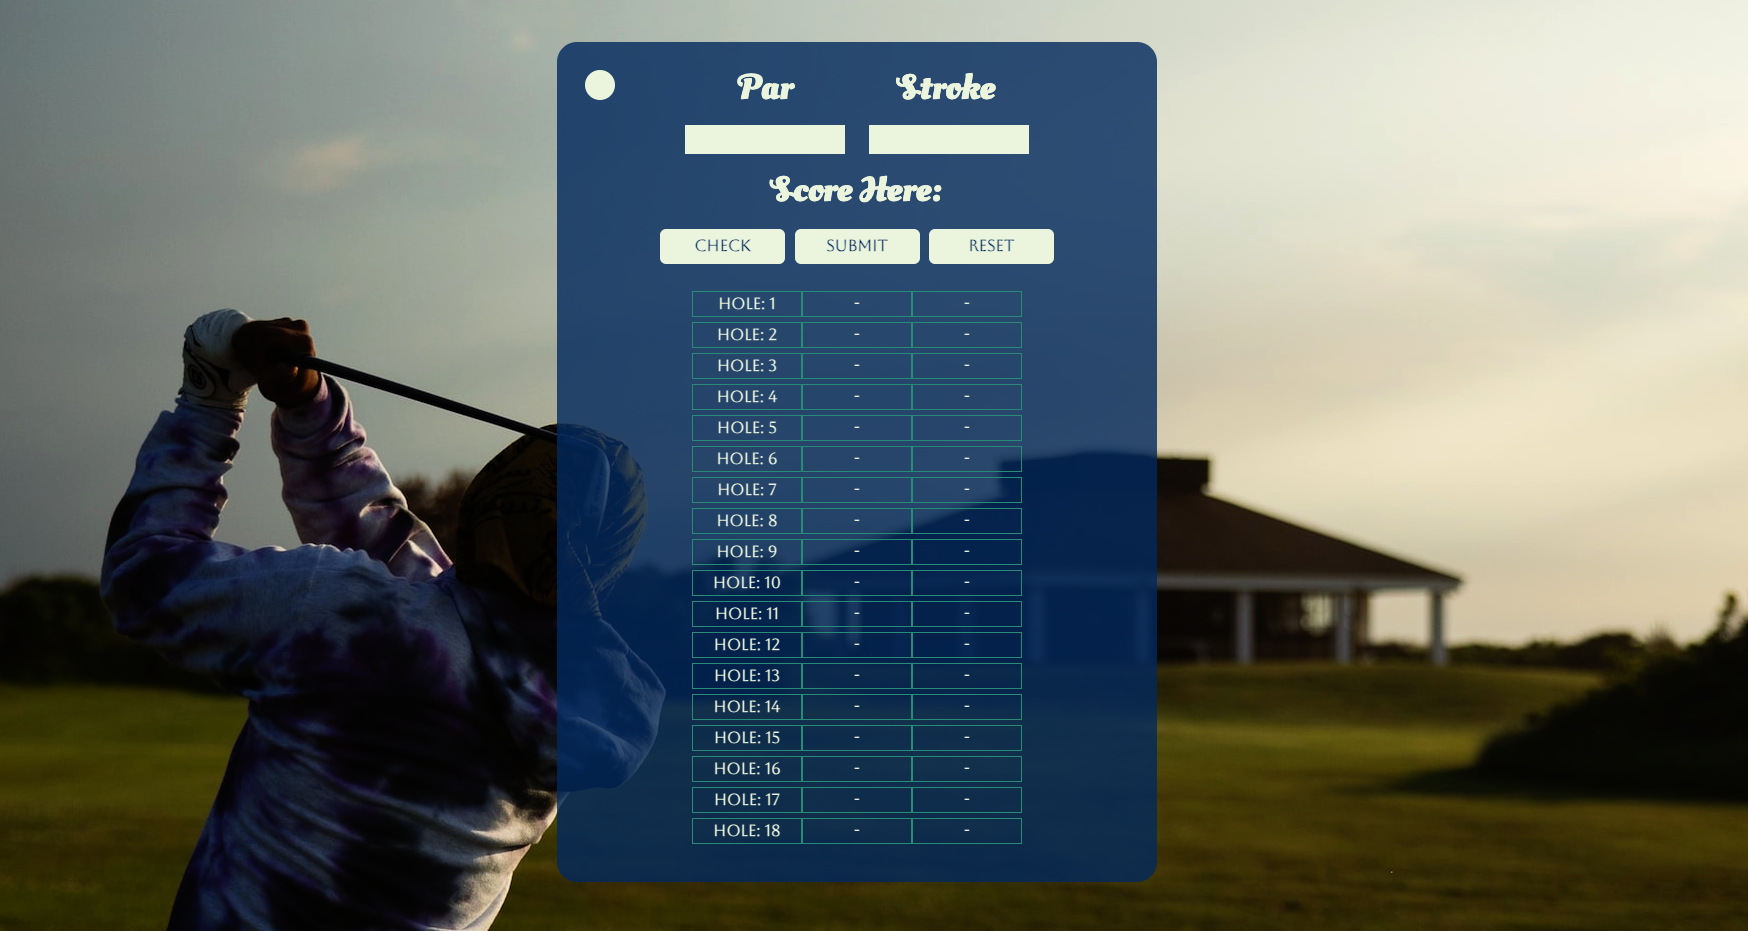 Par Stroke
Score Here:
CHECK SUBMIT RESET
HOLE: 1 - -
HOLE: 2 - -
HOLE: 3 - -
HOLE: 4 - -
HOLE: 5 - -
HOLE: 6 - -
HOLE: 7 - -
HOLE: 8 - -
HOLE: 9 - -
HOLE: 10 - -
HOLE: 11 - -
HOLE: 12 - -
HOLE: 13 - -
HOLE: 14 - -
HOLE: 15 - -
HOLE: 16 - -
HOLE: 17 - -
HOLE: 18 - -